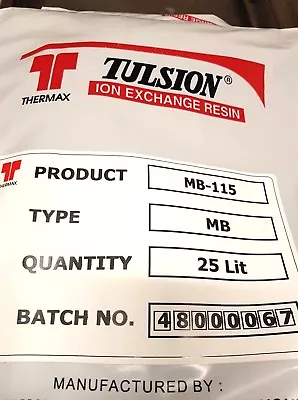 TULSION®
THERMAX
ION EXCHANGE RESIN
THERMAX
PRODUCT MB-115
TYPE MB
QUANTITY 25 Lit
BATCH NO. 48000067
MANUFACTURED BY :